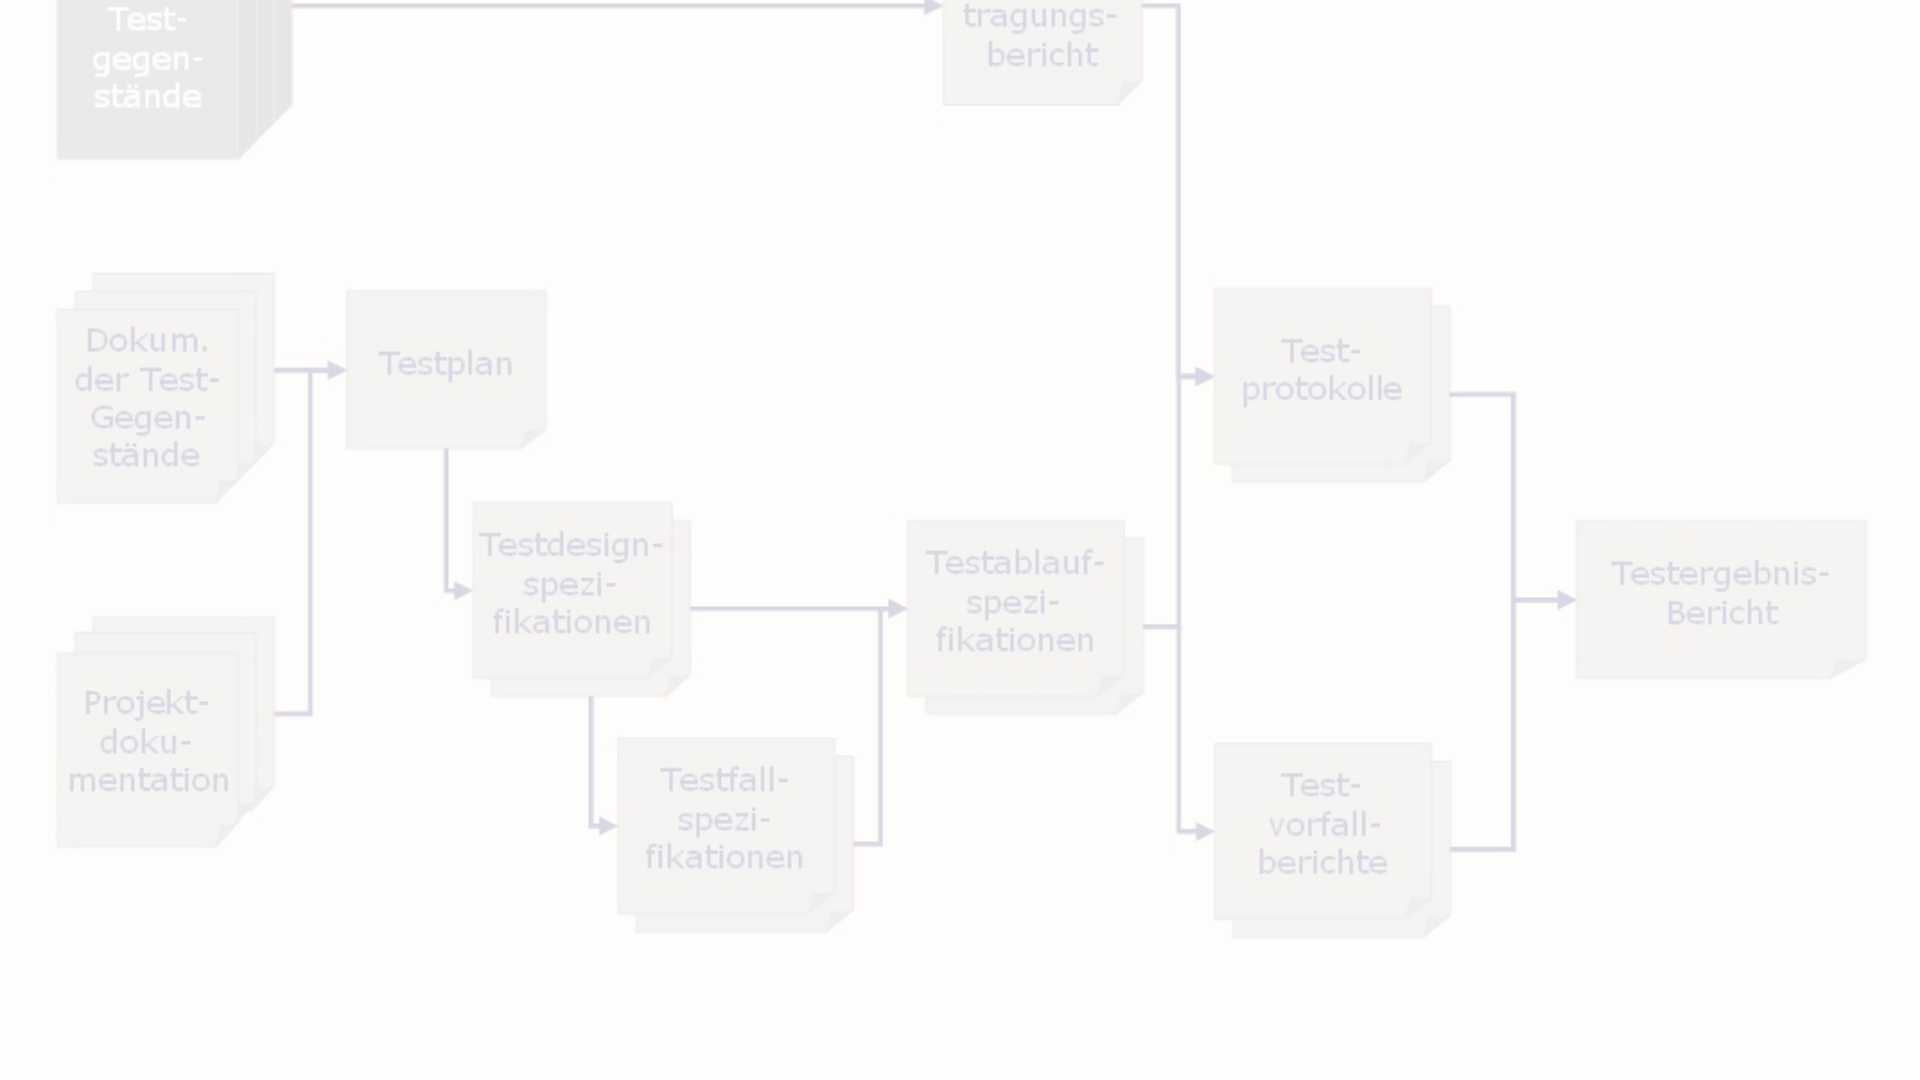 Test-
gegen-
stände
tragungs-
bericht
Dokum.
der Test-
Gegen-
stände
Testplan
Test-
protokolle
Testdesign-
spezi-
fikationen
Testablauf-
spezi-
fikationen
Testergebnis-
Bericht
Projekt-
doku-
mentation
Testfall-
spezi-
fikationen
Test-
vorfall-
berichte